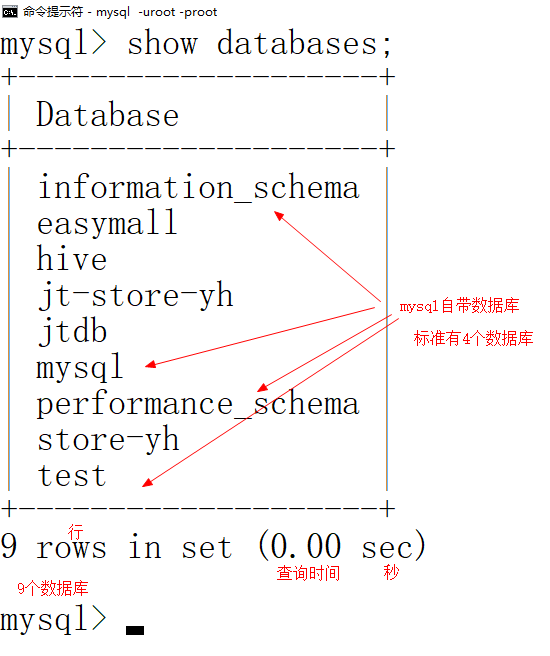 命令提示符 - mysql -uroot -proot
mysql> show databases;
+--------------------+
| Database           |
+--------------------+
| information_schema |
| easymall           |
| hive               |
| jt-store-yh        |
| jtdb               |
| mysql              |
| performance_schema |
| store-yh           |
| test               |
+--------------------+
mysql自带数据库
标准有4个数据库
行
9 rows in set (0.00 sec)
9个数据库 查询时间 秒
mysql>